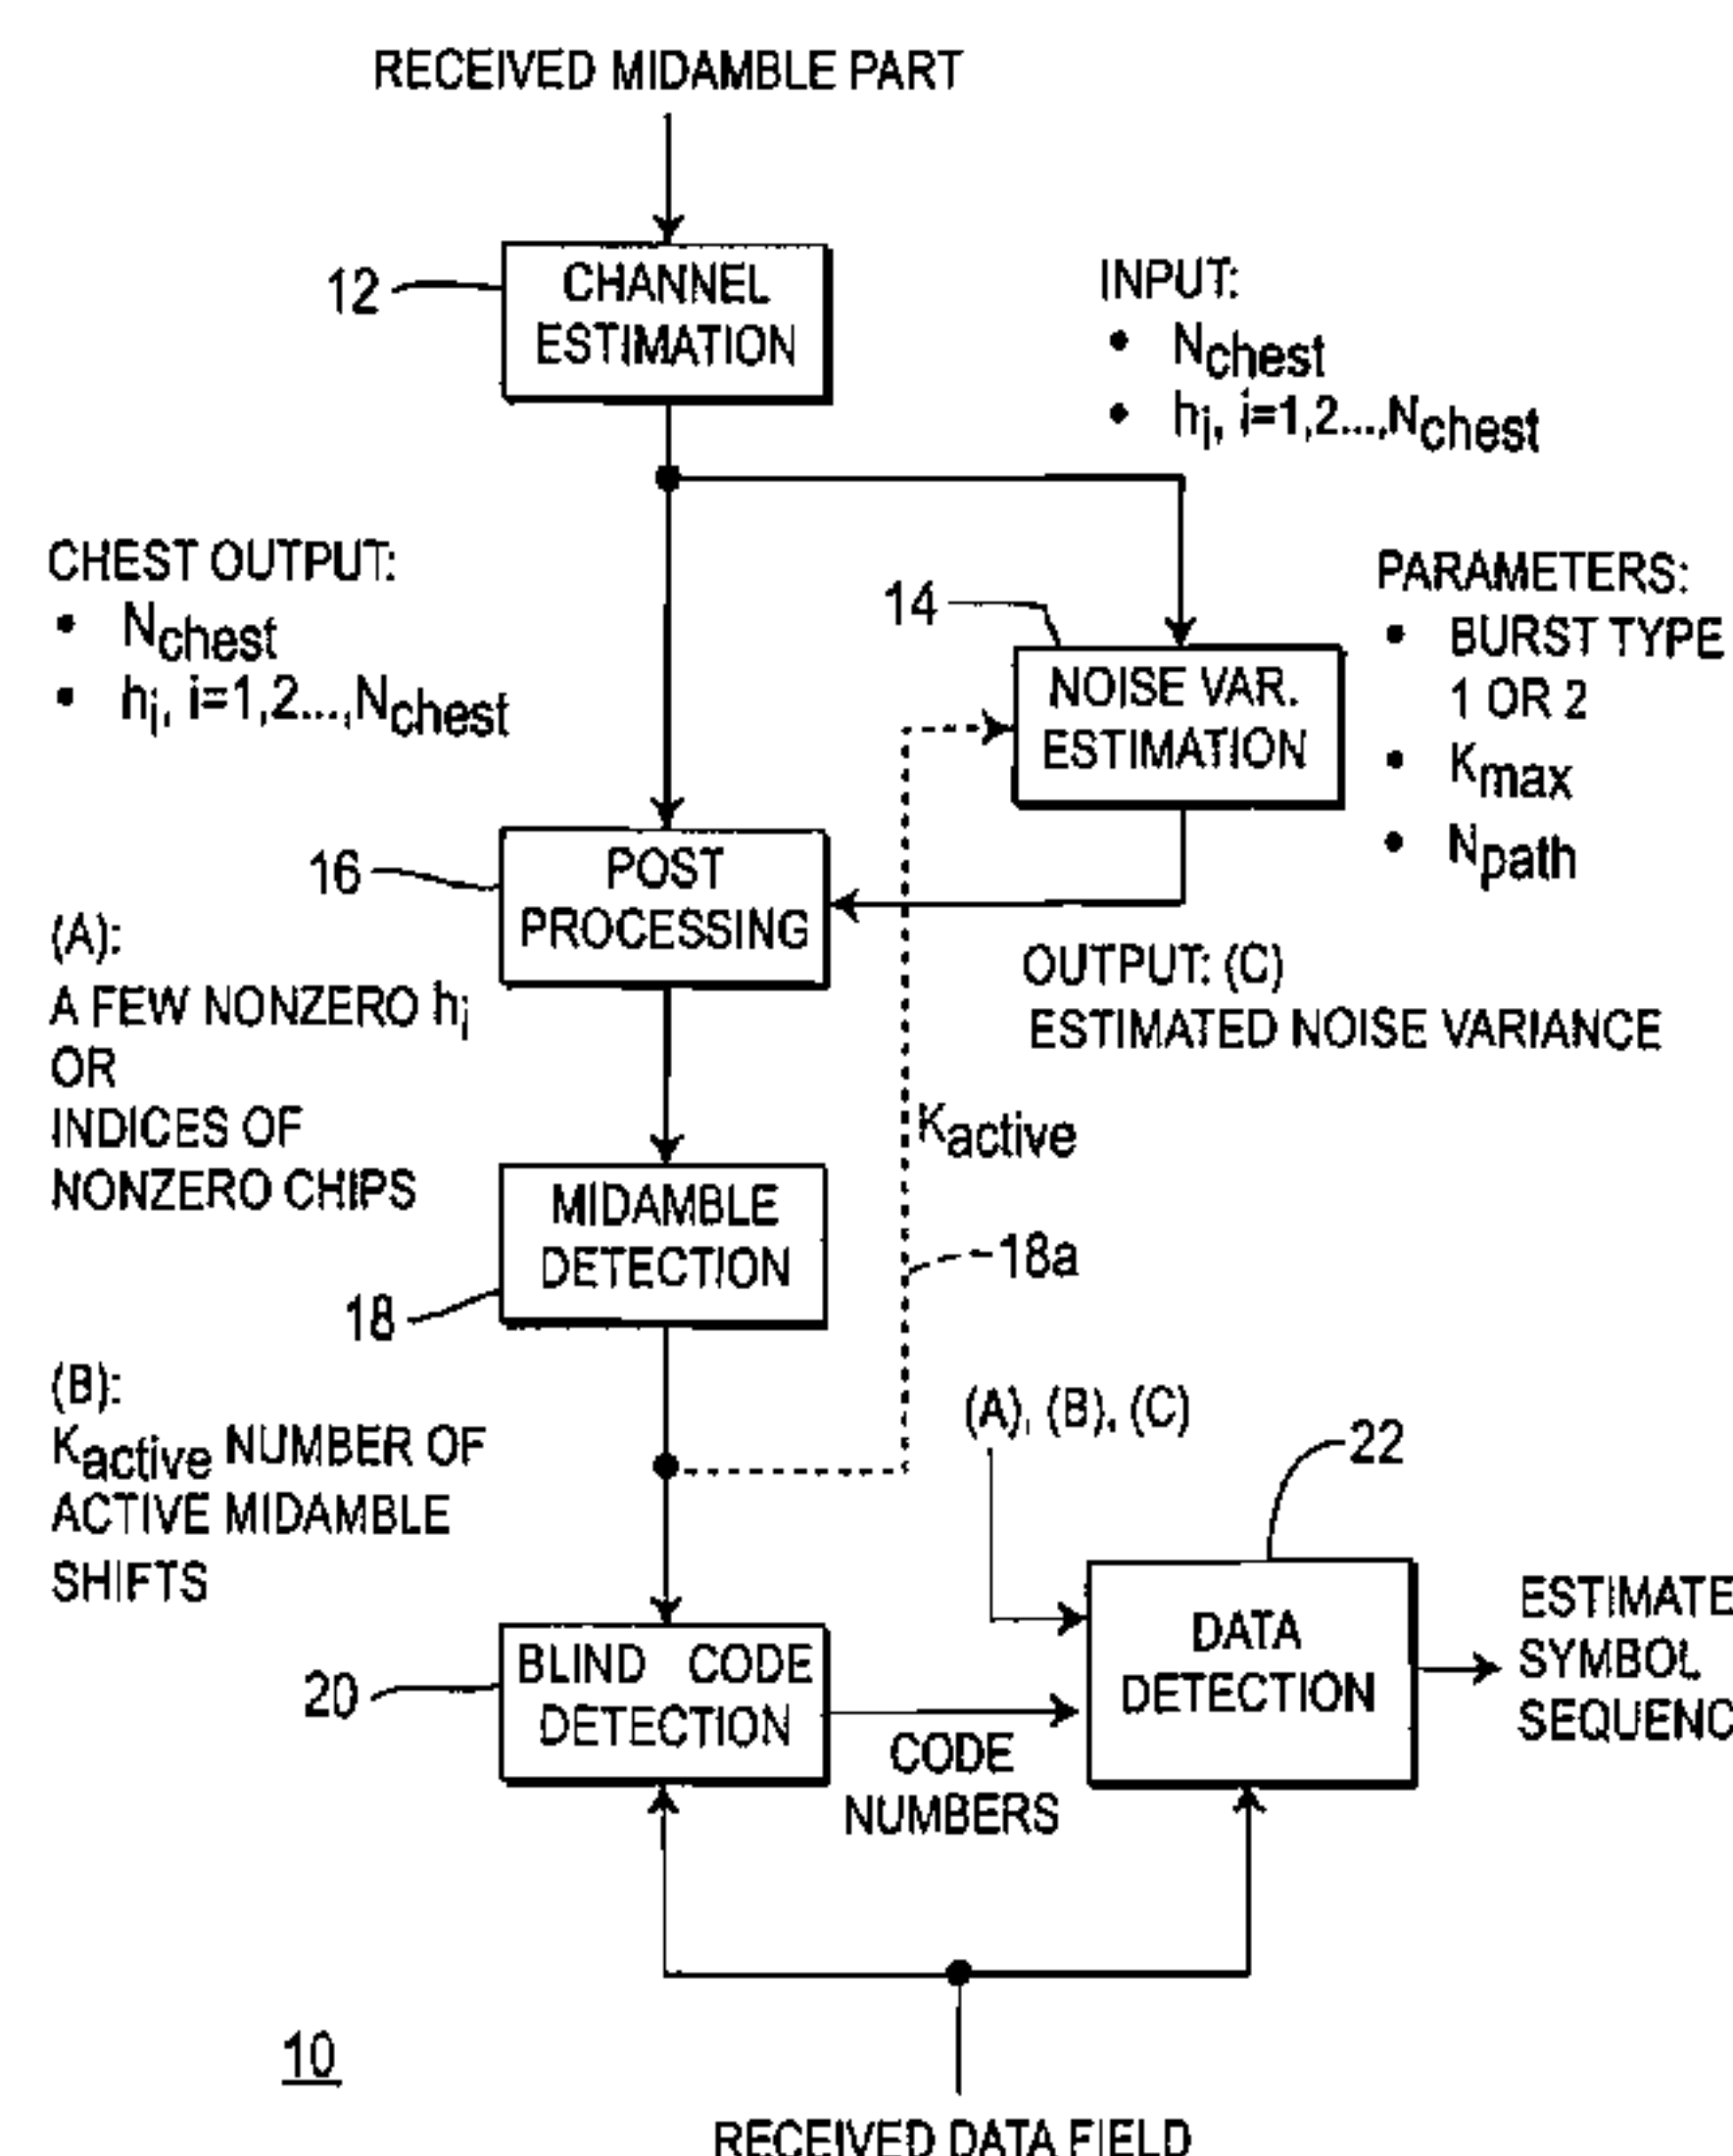 RECEIVED MIDAMBLE PART
12
CHANNEL
ESTIMATION
INPUT:
• Nchest
• hi, i=1,2...,Nchest
CHEST OUTPUT:
• Nchest
• hi, i=1,2...,Nchest
14
NOISE VAR.
ESTIMATION
PARAMETERS:
• BURST TYPE
1 OR 2
• Kmax
• Npath
16
POST
PROCESSING
(A):
A FEW NONZERO hi
OR
INDICES OF
NONZERO CHIPS
OUTPUT: (C)
ESTIMATED NOISE VARIANCE
Kactive
18a
MIDAMBLE
DETECTION
18
(B):
Kactive NUMBER OF
ACTIVE MIDAMBLE
SHIFTS
(A), (B), (C)
22
20
BLIND CODE
DETECTION
CODE
NUMBERS
DATA
DETECTION
ESTIMATE
SYMBOL
SEQUENC
10
RECEIVED DATA FIELD